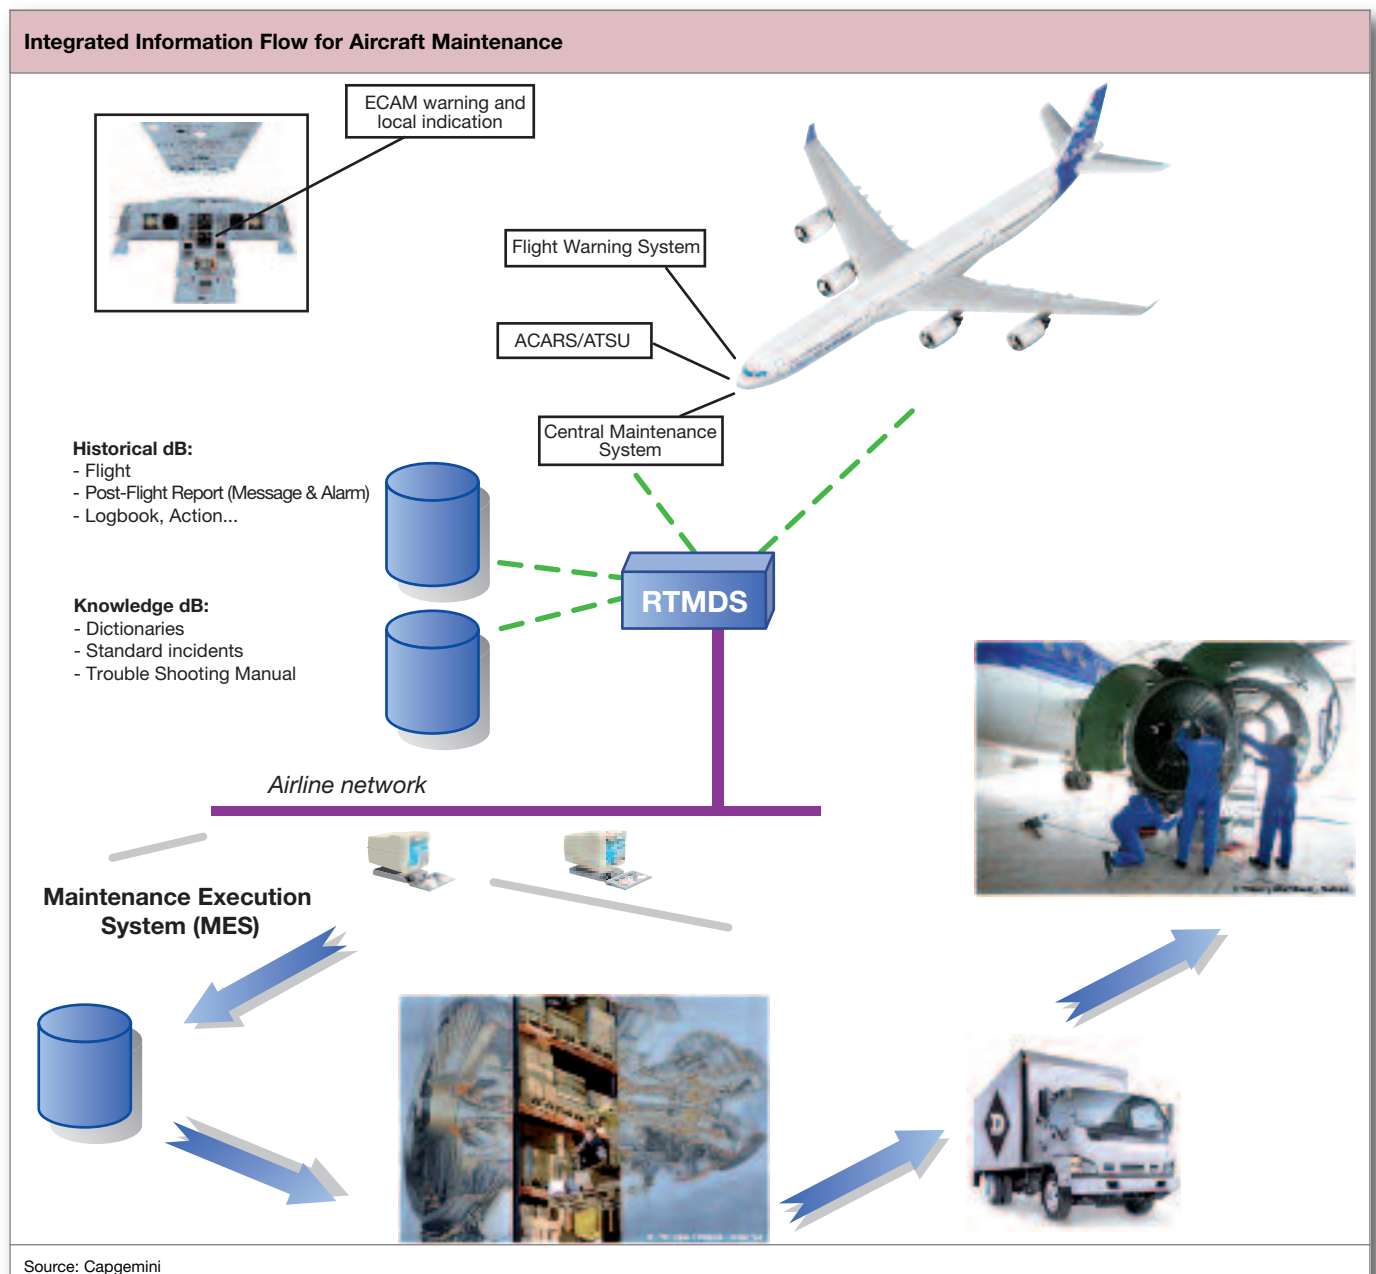 Integrated Information Flow for Aircraft Maintenance
ECAM warning and
local indication
Flight Warning System
ACARS/ATSU
Central Maintenance
System
Historical dB:
- Flight
- Post-Flight Report (Message & Alarm)
- Logbook, Action...
Knowledge dB:
- Dictionaries
- Standard incidents
- Trouble Shooting Manual
RTMDS
Airline network
Maintenance Execution
System (MES)
D
Source: Capgemini